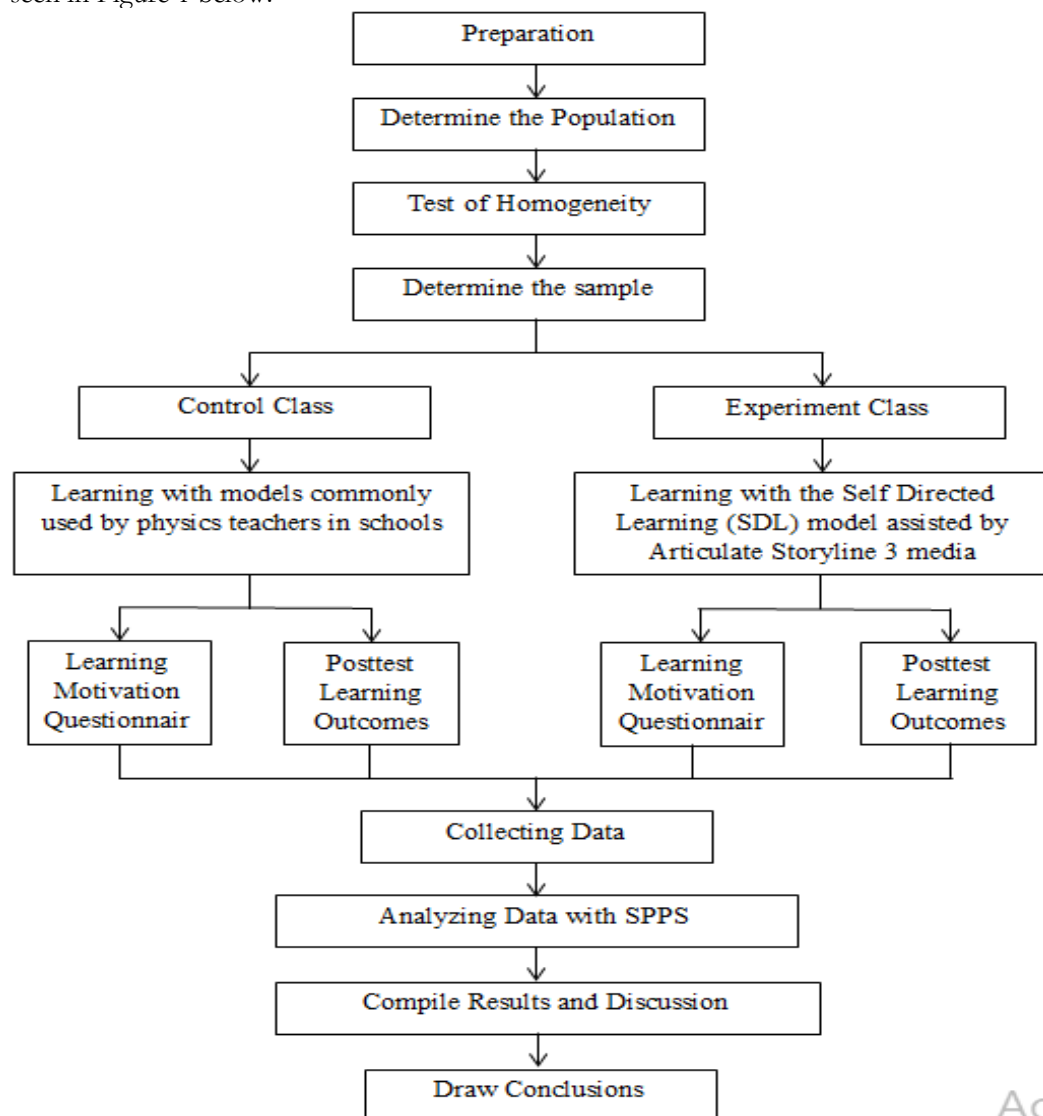 seen in Figure 1 below.
Preparation
Determine the Population
Test of Homogeneity
Determine the sample
Control Class
Experiment Class
Learning with models commonly
used by physics teachers in schools
Learning with the Self Directed
Learning (SDL) model assisted by
Articulate Storyline 3 media
Learning
Motivation
Questionnair
Posttest
Learning
Outcomes
Learning
Motivation
Questionnair
Posttest
Learning
Outcomes
Collecting Data
Analyzing Data with SPPS
Compile Results and Discussion
Draw Conclusions